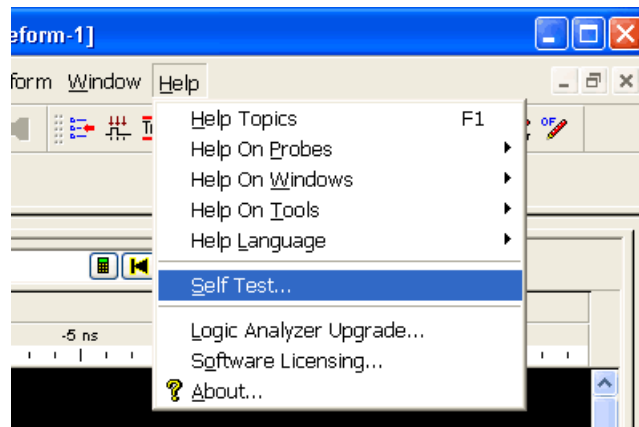 eform-1]
form Window Help
Help Topics F1
Help On Probes
Help On Windows
Help On Tools
Help Language
Self Test...
-5 ns
Logic Analyzer Upgrade...
Software Licensing...
About...